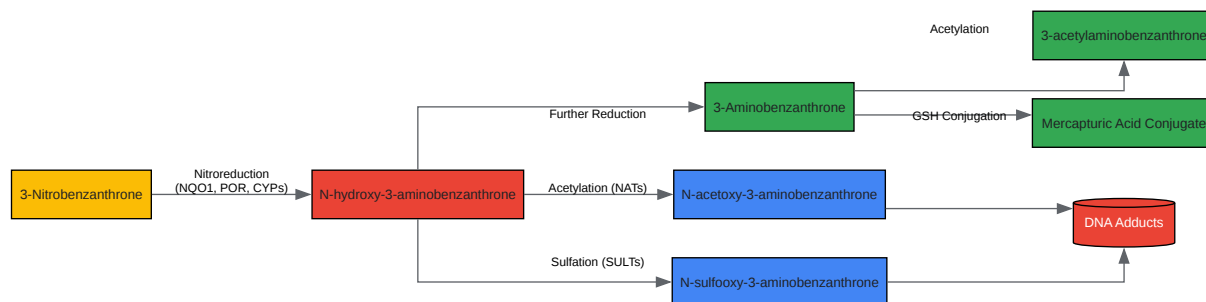 Acetylation
3-acetylaminobenzanthrone
3-Aminobenzanthrone
Further Reduction
GSH Conjugation
Mercapturic Acid Conjugate
Nitroreduction
(NQO1, POR, CYPs)
3-Nitrobenzanthrone
N-hydroxy-3-aminobenzanthrone
Acetylation (NATs)
N-acetoxy-3-aminobenzanthrone
DNA Adducts
Sulfation (SULTs)
N-sulfooxy-3-aminobenzanthrone